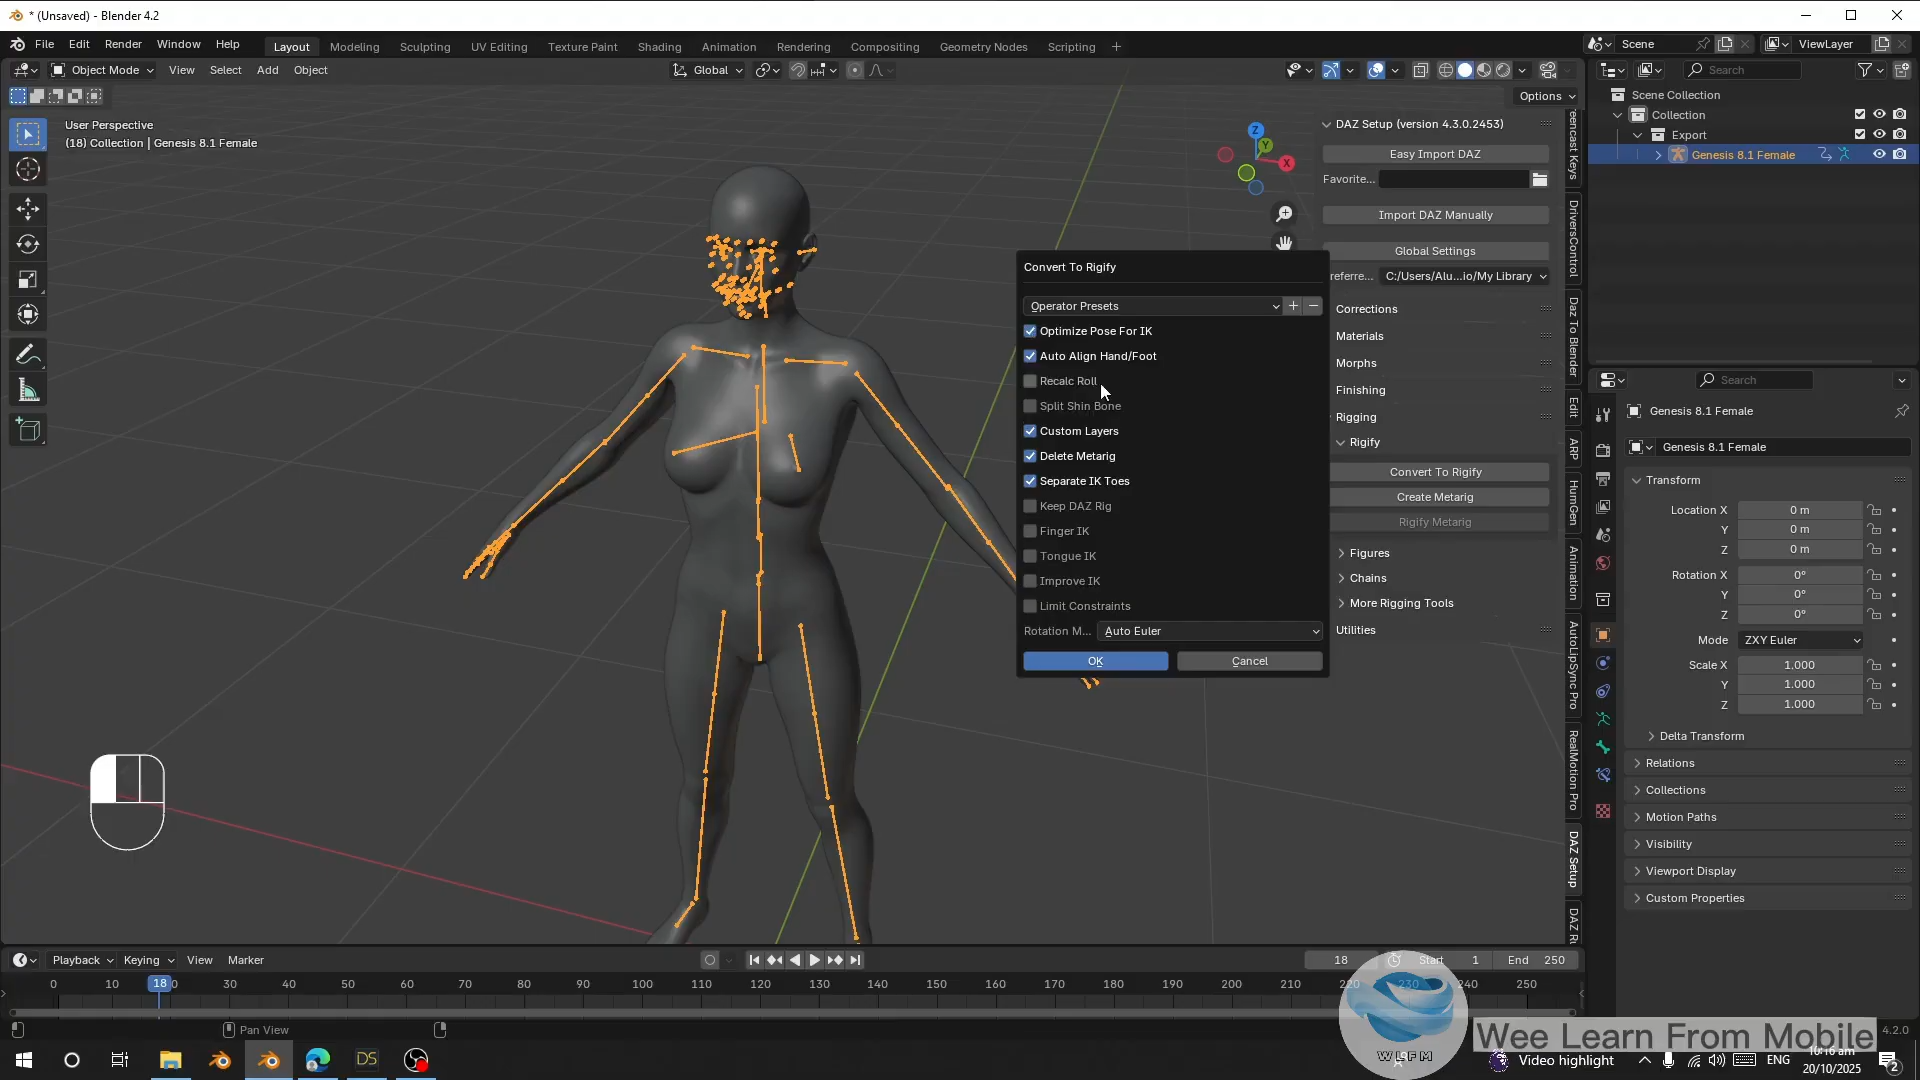 * (Unsaved) - Blender 4.2
File Edit Render Window Help
Layout Modeling Sculpting UV Editing Texture Paint Shading Animation Rendering Compositing Geometry Nodes Scripting +
Scene ViewLayer
Object Mode View Select Add Object Global
Search
Options
User Perspective
(18) Collection | Genesis 8.1 Female
Z
Y
X
Scene Collection
Collection
Export
Genesis 8.1 Female
DAZ Setup (version 4.3.0.2453)
Easy Import DAZ
Favorite...
Import DAZ Manually
Global Settings
referre... C:/Users/Alu...io/My Library
Corrections
Materials
Morphs
Finishing
Rigging
Rigify
Convert To Rigify
Create Metarig
Rigify Metarig
Figures
Chains
More Rigging Tools
Utilities
Convert To Rigify
Operator Presets
Optimize Pose For IK
Auto Align Hand/Foot
Recalc Roll
Split Shin Bone
Custom Layers
Delete Metarig
Separate IK Toes
Keep DAZ Rig
Finger IK
Tongue IK
Improve IK
Limit Constraints
Rotation M... Auto Euler
OK Cancel
eencast Keys
DriversControl
Daz To Blender
Edit
ARP
HumGen
Animation
AutoLipSync Pro
RealMotion Pro
DAZ Setup
DAZ Ru
Search
Genesis 8.1 Female
Genesis 8.1 Female
Transform
Location X 0 m
Y 0 m
Z 0 m
Rotation X 0°
Y 0°
Z 0°
Mode ZXY Euler
Scale X 1.000
Y 1.000
Z 1.000
Delta Transform
Relations
Collections
Motion Paths
Visibility
Viewport Display
Custom Properties
Playback Keying View Marker
18 Start 1 End 250
0 10 18 30 40 50 60 70 80 90 100 110 120 130 140 150 160 170 180 190 200 210 220 230 240 250
Pan View
4.2.0
Wee Learn From Mobile
W L F M
DS
Video highlight
ENG
10:16 am
20/10/2025
2